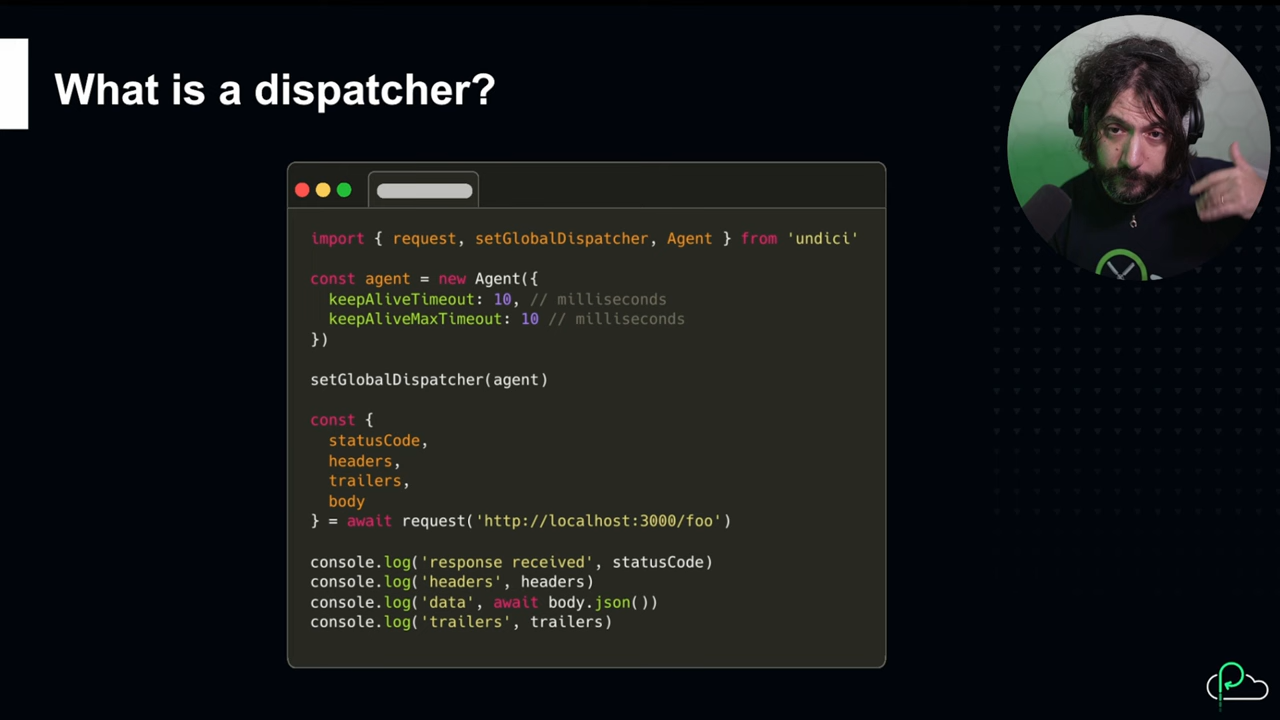 What is a dispatcher?
import { request, setGlobalDispatcher, Agent } from 'undici'
const agent = new Agent({
keepAliveTimeout: 10, // milliseconds
keepAliveMaxTimeout: 10 // milliseconds
})
setGlobalDispatcher(agent)
const {
statusCode,
headers,
trailers,
body
} = await request('http://localhost:3000/foo')
console.log('response received', statusCode)
console.log('headers', headers)
console.log('data', await body.json())
console.log('trailers', trailers)